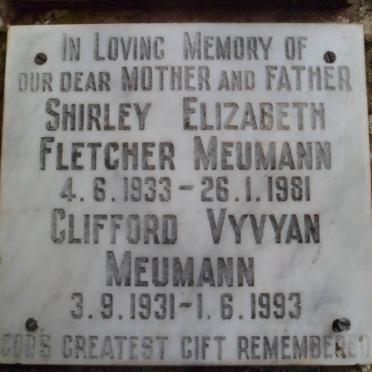 IN LOVING MEMORY OF
OUR DEAR MOTHER AND FATHER
SHIRLEY ELIZABETH
FLETCHER MEUMANN
4.6.1933 - 26.1.1981
CLIFFORD VYVYAN
MEUMANN
3.9.1931 - 1.6.1993
GOD'S GREATEST GIFT REMEMBERED